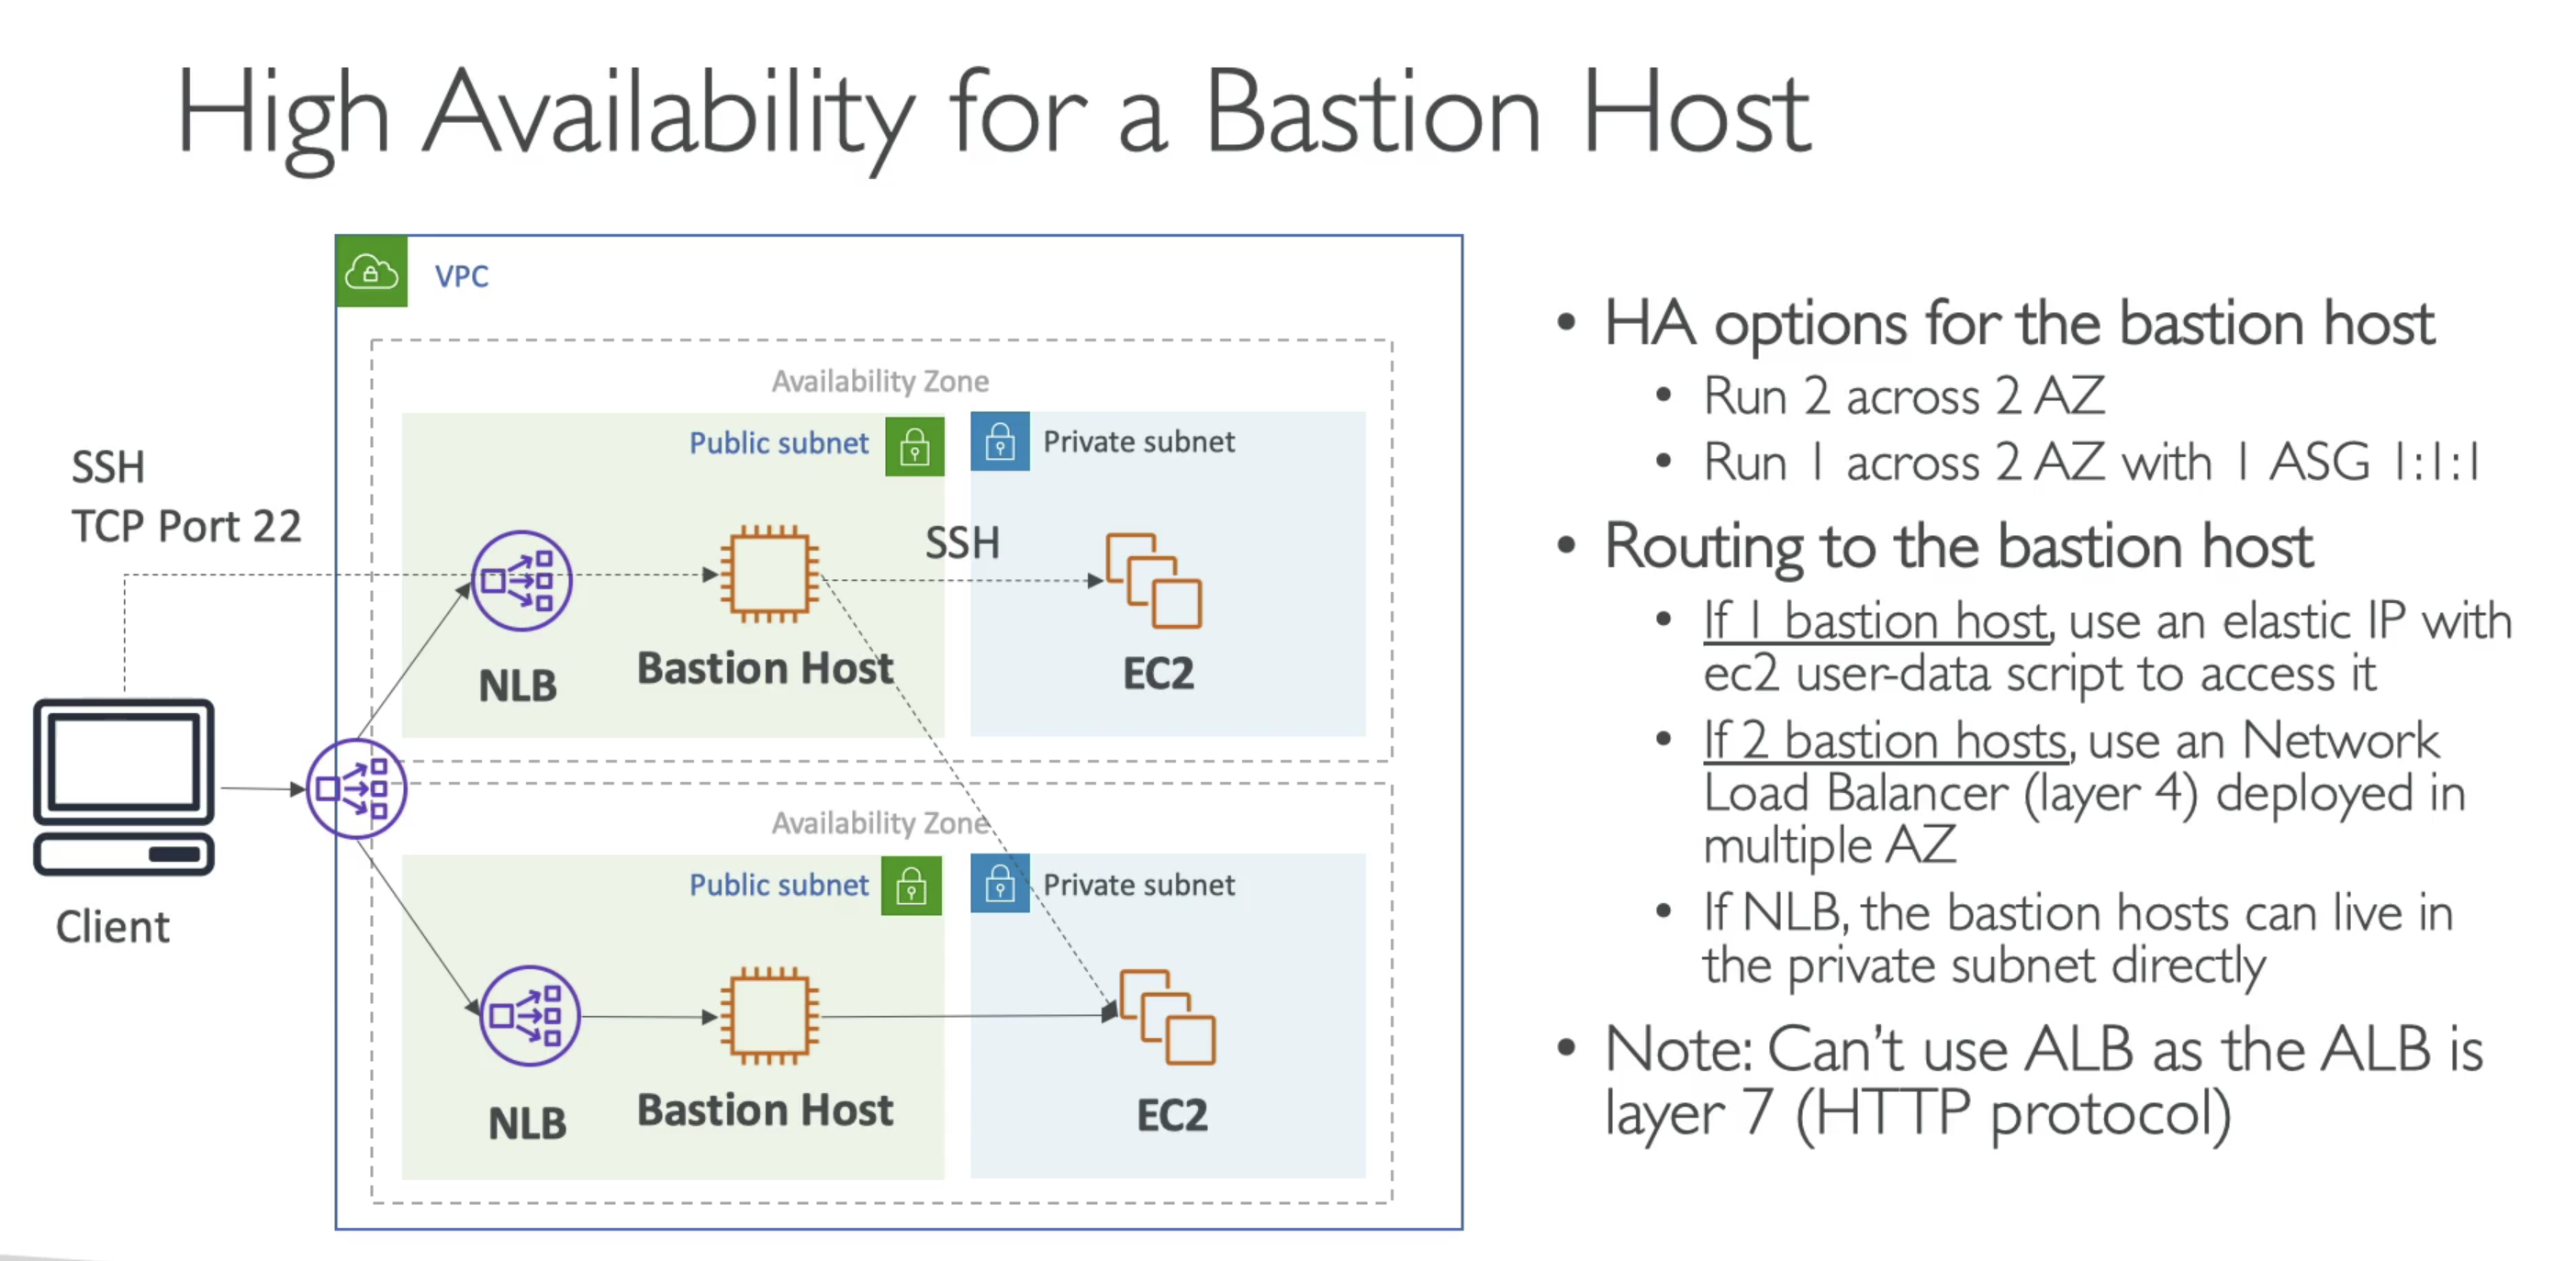 High Availability for a Bastion Host
VPC
Availability Zone
Public subnet
Private subnet
SSH
TCP Port 22
SSH
NLB
Bastion Host
EC2
Client
Availability Zone
Public subnet
Private subnet
NLB
Bastion Host
EC2
• HA options for the bastion host
• Run 2 across 2 AZ
• Run 1 across 2 AZ with 1 ASG 1:1:1
• Routing to the bastion host
• If 1 bastion host, use an elastic IP with
ec2 user-data script to access it
• If 2 bastion hosts, use an Network
Load Balancer (layer 4) deployed in
multiple AZ
• If NLB, the bastion hosts can live in
the private subnet directly
• Note: Can't use ALB as the ALB is
layer 7 (HTTP protocol)